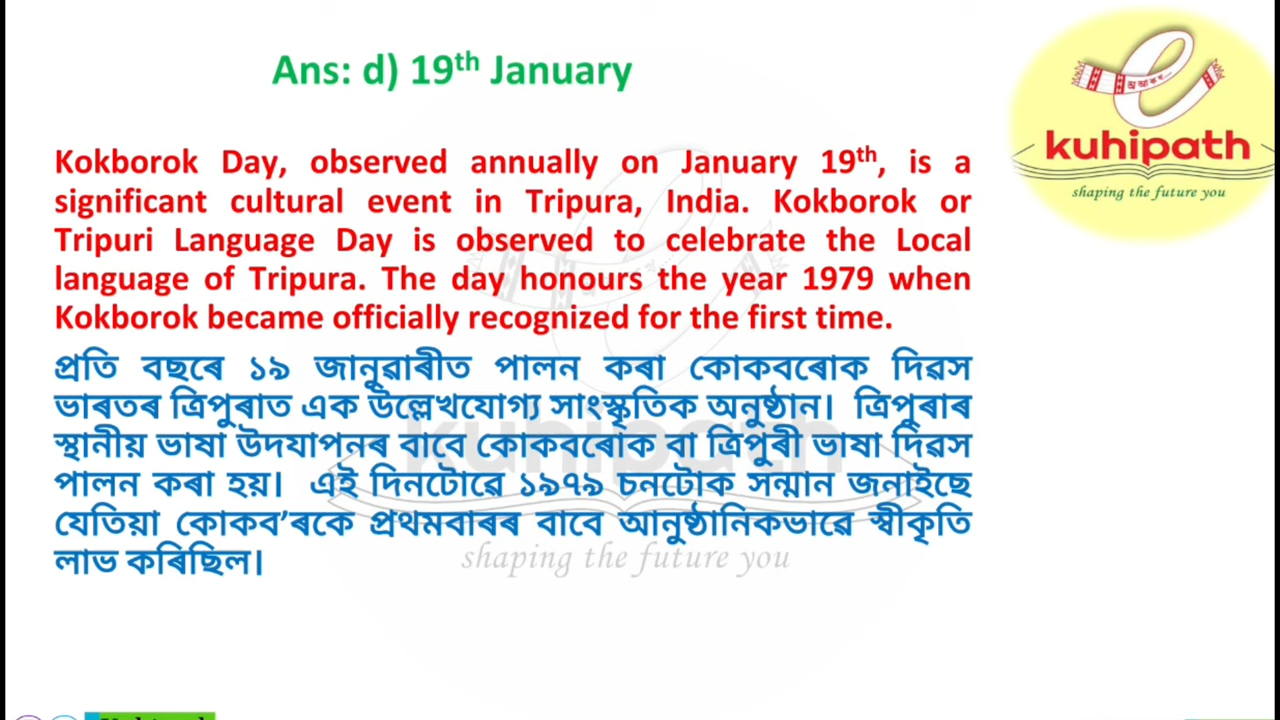 Ans: d) 19th January
Kokborok Day, observed annually on January 19th, is a
significant cultural event in Tripura, India. Kokborok or
Tripuri Language Day is observed to celebrate the Local
language of Tripura. The day honours the year 1979 when
Kokborok became officially recognized for the first time.
প্ৰতি বছৰে ১৯ জানুৱাৰীত পালন কৰা কোকবৰোক দিৱস
ভাৰতৰ ত্ৰিপুৰাত এক উল্লেখযোগ্য সাংস্কৃতিক অনুষ্ঠান। ত্ৰিপুৰাৰ
স্থানীয় ভাষা উদযাপনৰ বাবে কোকবৰোক বা ত্ৰিপুৰী ভাষা দিৱস
পালন কৰা হয়। এই দিনটোৱে ১৯৭৯ চনটোক সন্মান জনাইছে
যেতিয়া কোকব’ৰকে প্ৰথমবাৰৰ বাবে আনুষ্ঠানিকভাৱে স্বীকৃতি
লাভ কৰিছিল।
kuhipath
shaping the future you
kuhipath
shaping the future you